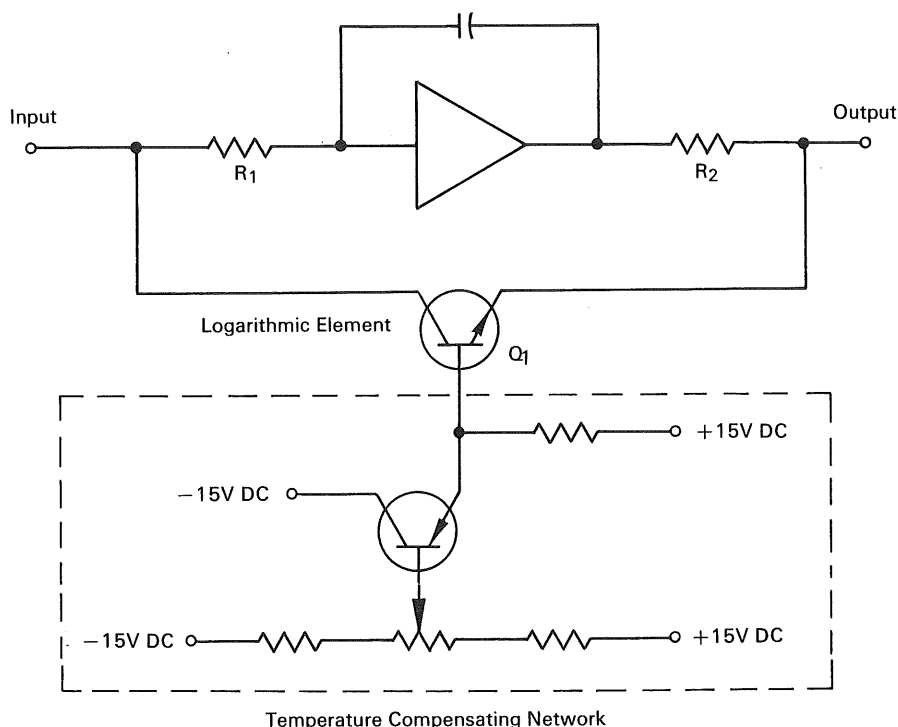 Input
Output
R1
R2
Logarithmic Element
Q1
+15V DC
−15V DC
−15V DC
+15V DC
Temperature Compensating Network